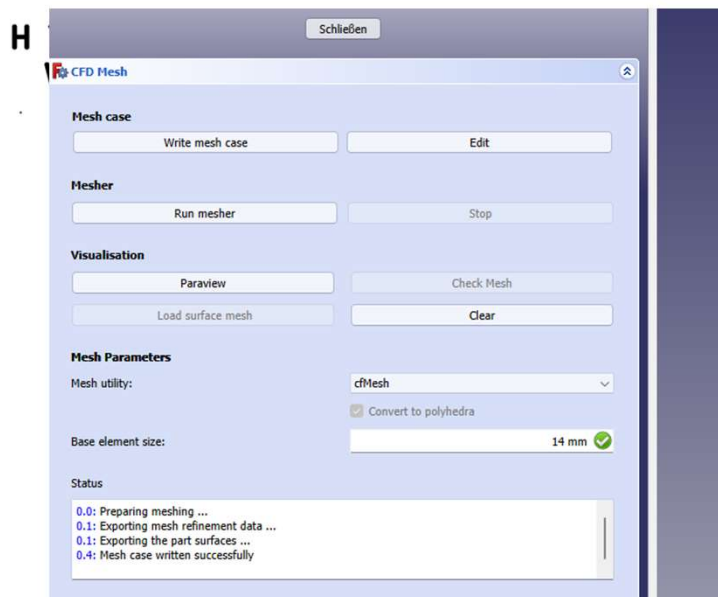 Schließen
H
CFD Mesh
Mesh case
Write mesh case Edit
Mesher
Run mesher Stop
Visualisation
Paraview Check Mesh
Load surface mesh Clear
Mesh Parameters
Mesh utility: cfMesh
Convert to polyhedra
Base element size: 14 mm
Status
0.0: Preparing meshing ...
0.1: Exporting mesh refinement data ...
0.1: Exporting the part surfaces ...
0.4: Mesh case written successfully